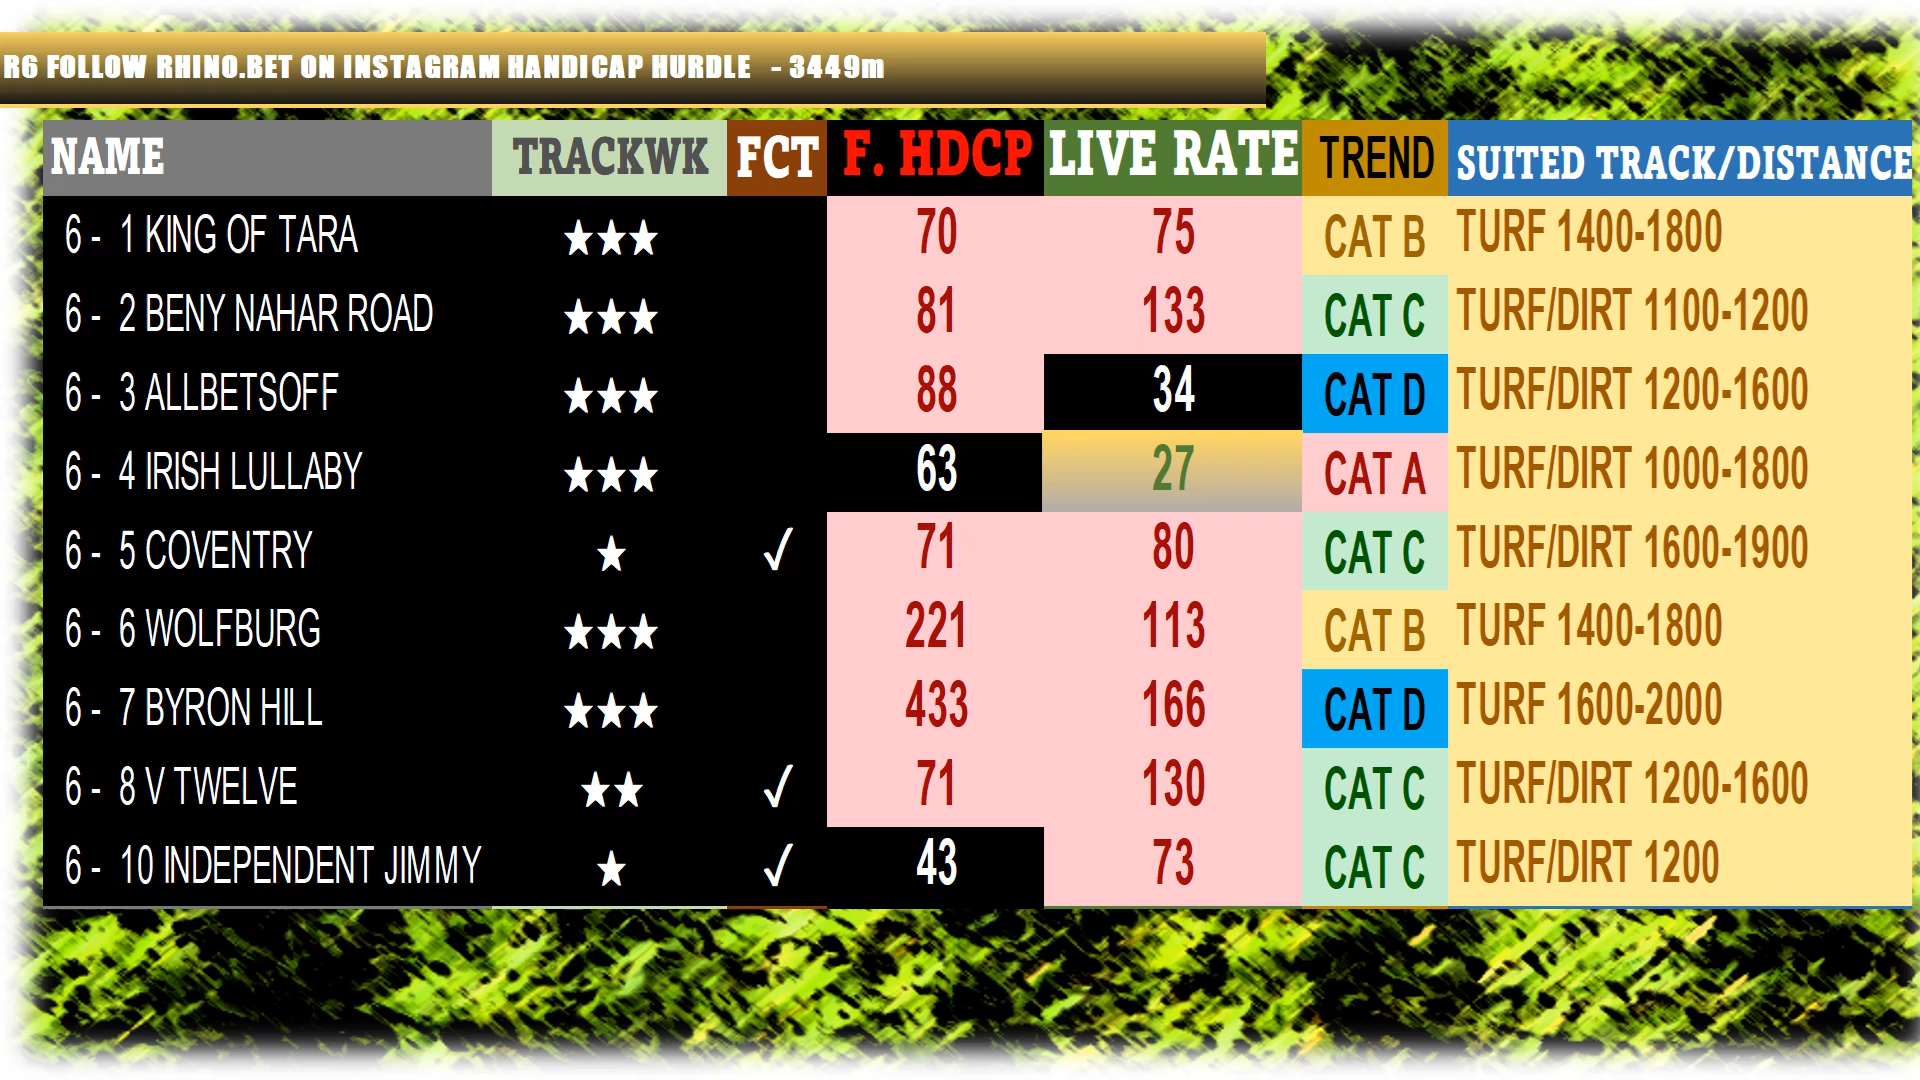 R6 FOLLOW RHINO.BET ON INSTAGRAM HANDICAP HURDLE - 3449m
NAME TRACKWK FCT F. HDCP LIVE RATE TREND SUITED TRACK/DISTANCE
6 - 1 KING OF TARA ★★★ 70 75 CAT B TURF 1400-1800
6 - 2 BENY NAHAR ROAD ★★★ 81 133 CAT C TURF/DIRT 1100-1200
6 - 3 ALLBETSOFF ★★★ 88 34 CAT D TURF/DIRT 1200-1600
6 - 4 IRISH LULLABY ★★★ 63 27 CAT A TURF/DIRT 1000-1800
6 - 5 COVENTRY ★ ✓ 71 80 CAT C TURF/DIRT 1600-1900
6 - 6 WOLFBURG ★★★ 221 113 CAT B TURF 1400-1800
6 - 7 BYRON HILL ★★★ 433 166 CAT D TURF 1600-2000
6 - 8 V TWELVE ★★ ✓ 71 130 CAT C TURF/DIRT 1200-1600
6 - 10 INDEPENDENT JIMMY ★ ✓ 43 73 CAT C TURF/DIRT 1200